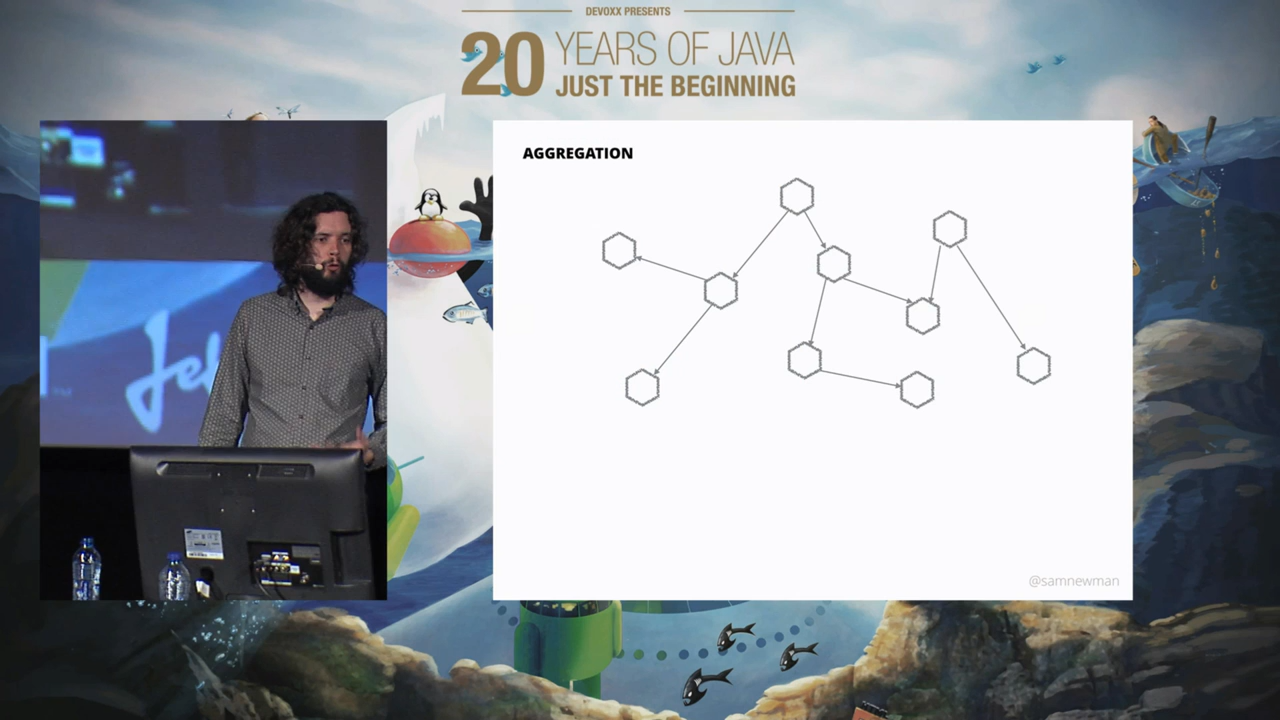 DEVOXX PRESENTS
20 YEARS OF JAVA
JUST THE BEGINNING
AGGREGATION
@samnewman